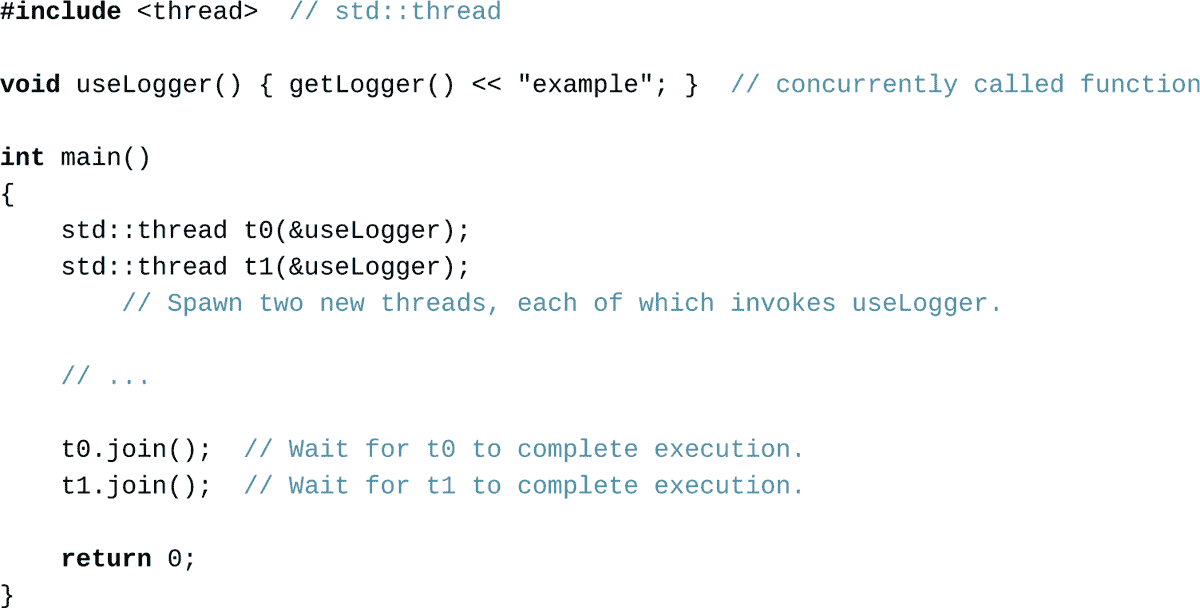 #include <thread>  // std::thread
void useLogger() { getLogger() << "example"; }  // concurrently called function
int main()
{
    std::thread t0(&useLogger);
    std::thread t1(&useLogger);
        // Spawn two new threads, each of which invokes useLogger.
    // ...
    t0.join();  // Wait for t0 to complete execution.
    t1.join();  // Wait for t1 to complete execution.
    return 0;
}